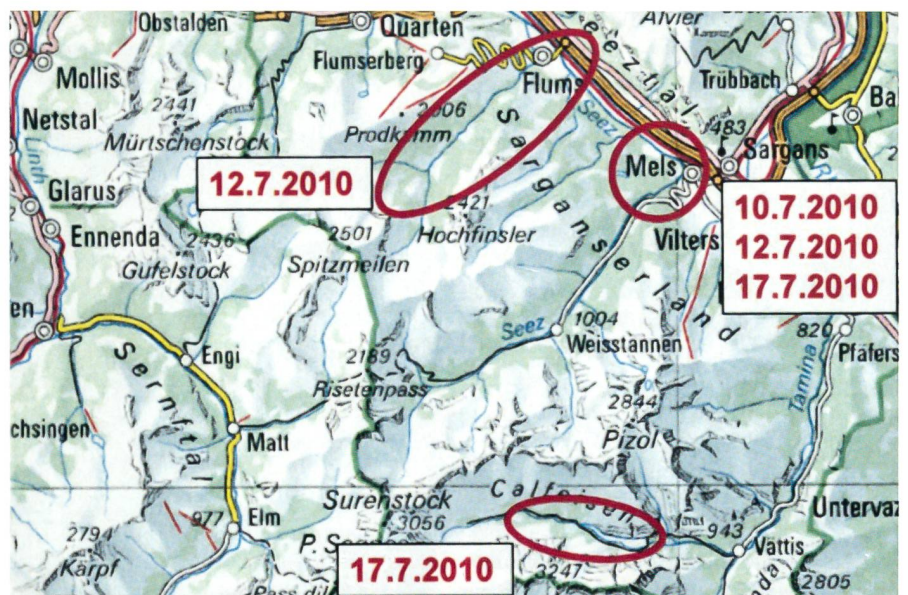 Obstalden
Quarten
Alvier
Flumserberg
Seeztal
Mollis
Flums
Trübbach
2441
2606
Seez
Netstal
Prodkamm
483
Mürtschenstock
Sarganserland
Mels
Sargans
Linth
12.7.2010
Glarus
2421
10.7.2010
Ennenda
2501
Hochfinsler
Vilters
12.7.2010
2436
Spitzmeilen
Gufelstock
17.7.2010
Seez
1004
820
Weisstannen
Pfäfers
Engi
2189
Tamina
Sernftal
Risetenpass
2844
Pizol
Matt
Calfeisen
Surenstock
977
Elm
3056
943
2794
Vättis
Kärpf
17.7.2010
3247
2805